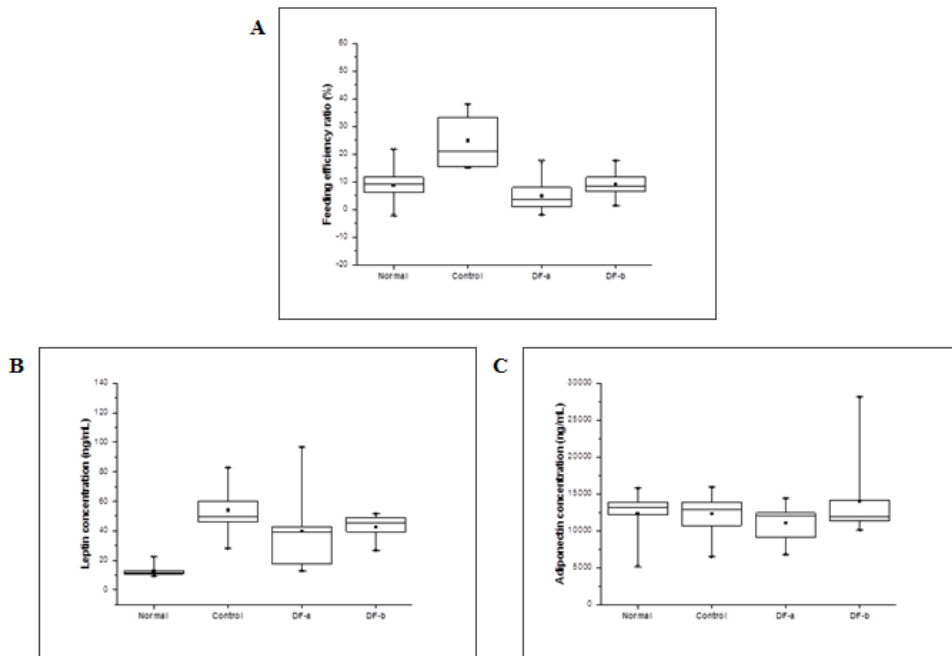 A
Feeding efficiency ratio (%)
60
50
40
30
20
10
0
-10
-20
Normal Control DF-a DF-b
B
Leptin concentration (ng/mL)
140
120
100
80
60
40
20
0
Normal Control DF-a DF-b
C
Adiponectin concentration (ng/mL)
30000
25000
20000
15000
10000
5000
0
Normal Control DF-a DF-b